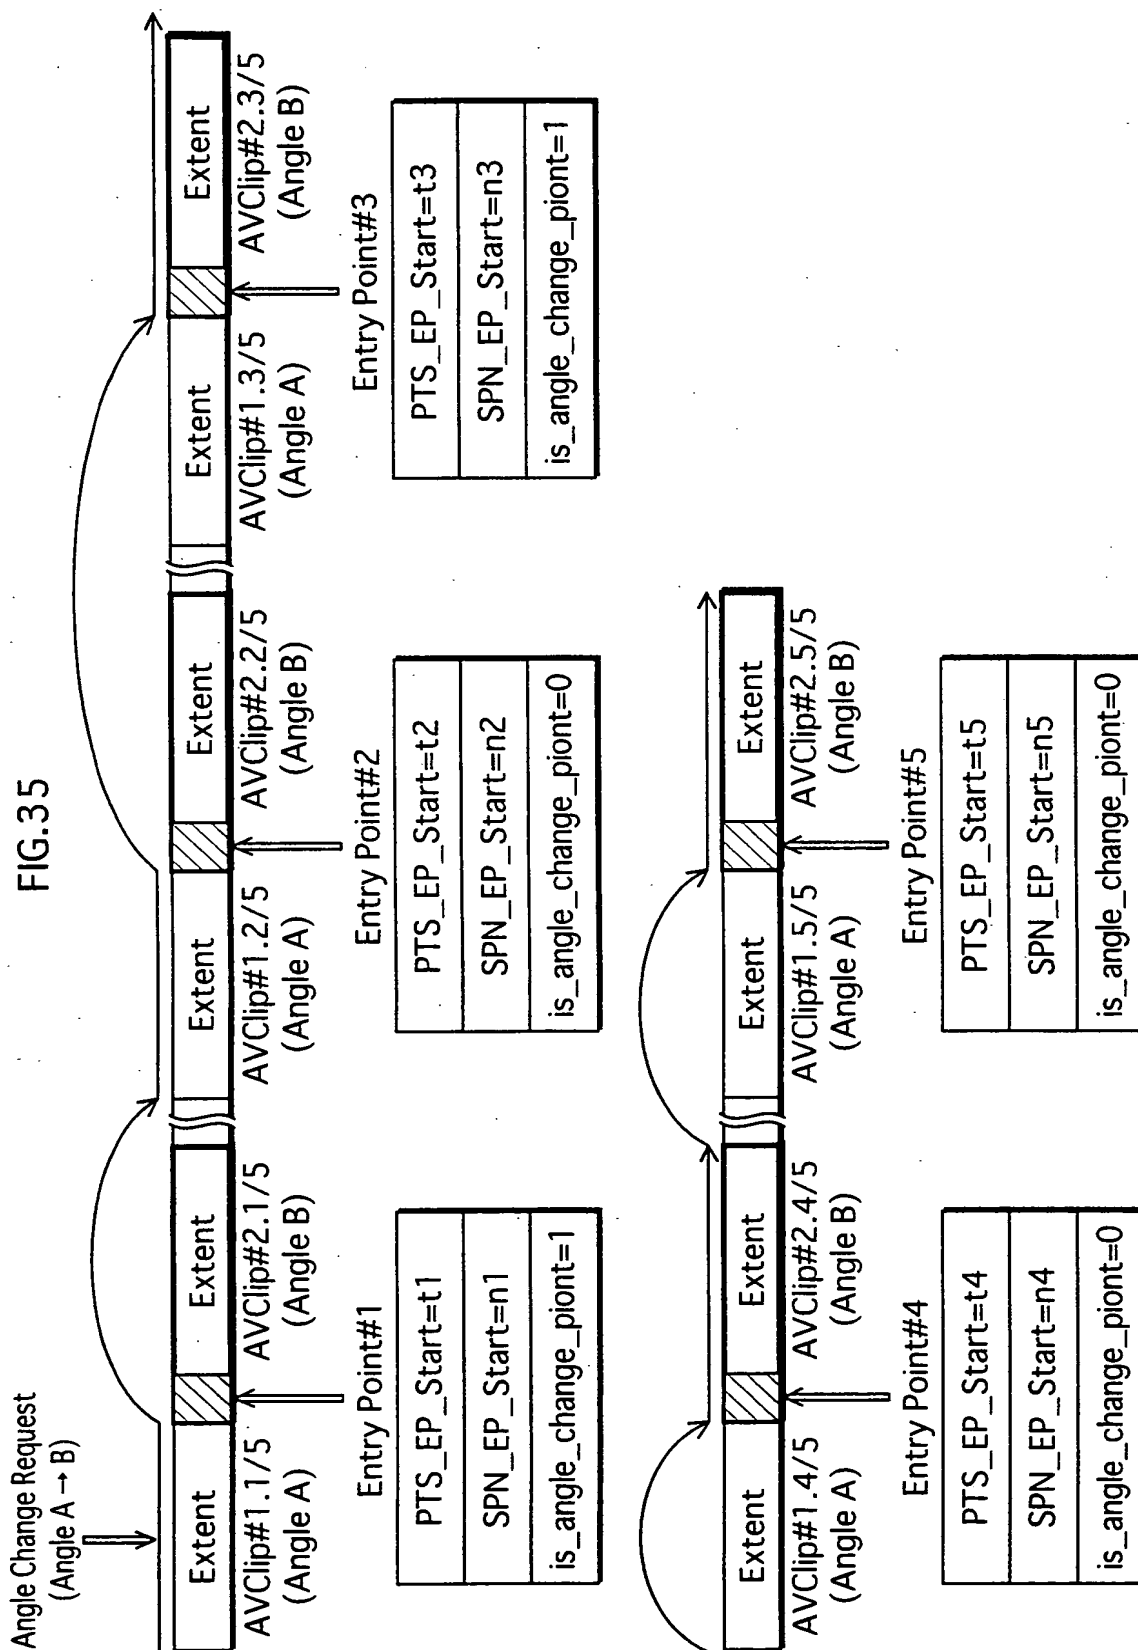 FIG.35
Angle Change Request
(Angle A → B)
Extent
Extent
Extent
Extent
Extent
Extent
AVClip#1.1/5
(Angle A)
AVClip#2.1/5
(Angle B)
AVClip#1.2/5
(Angle A)
AVClip#2.2/5
(Angle B)
AVClip#1.3/5
(Angle A)
AVClip#2.3/5
(Angle B)
Entry Point#1
PTS_EP_Start=t1
SPN_EP_Start=n1
is_angle_change_piont=1
Entry Point#2
PTS_EP_Start=t2
SPN_EP_Start=n2
is_angle_change_piont=0
Entry Point#3
PTS_EP_Start=t3
SPN_EP_Start=n3
is_angle_change_piont=1
Extent
Extent
Extent
Extent
AVClip#1.4/5
(Angle A)
AVClip#2.4/5
(Angle B)
AVClip#1.5/5
(Angle A)
AVClip#2.5/5
(Angle B)
Entry Point#4
PTS_EP_Start=t4
SPN_EP_Start=n4
is_angle_change_piont=0
Entry Point#5
PTS_EP_Start=t5
SPN_EP_Start=n5
is_angle_change_piont=0